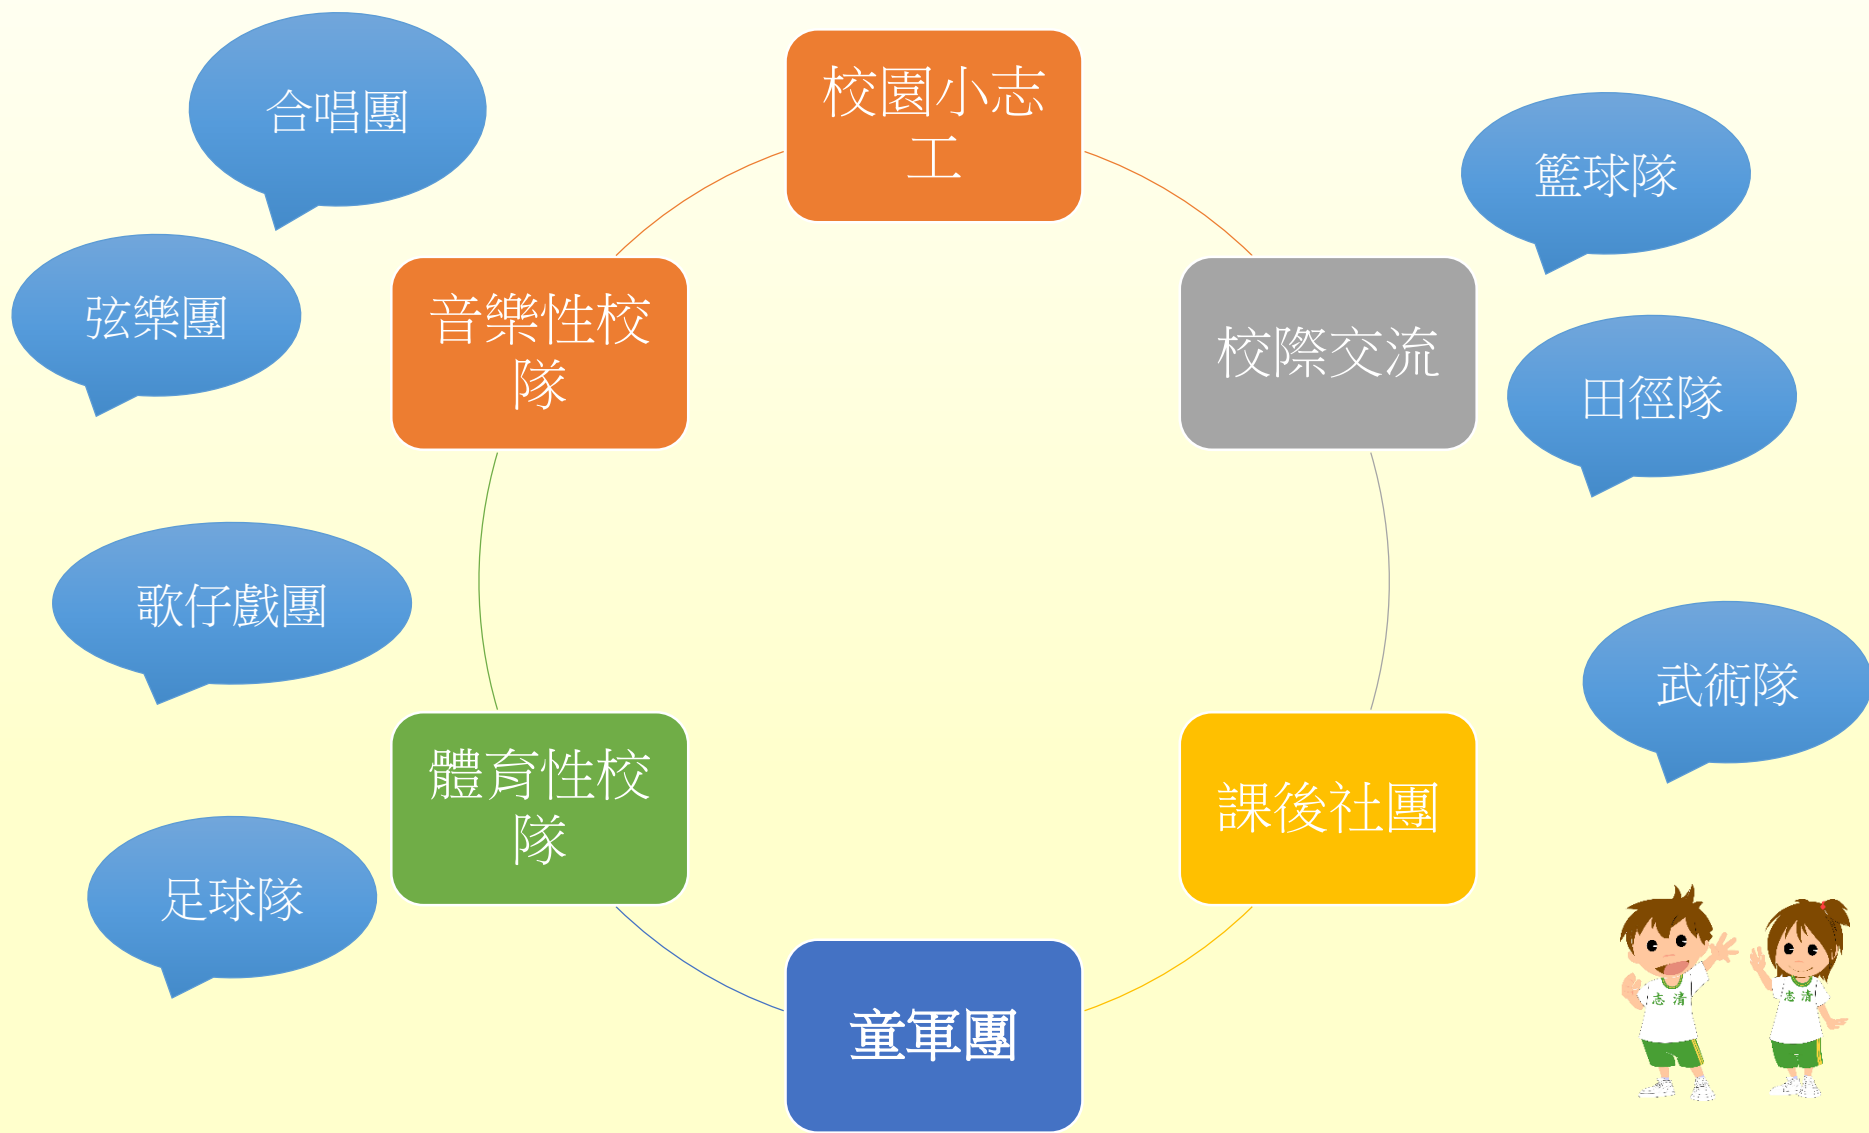 合唱團
校園小志
工
籃球隊
弦樂團
音樂性校
隊
校際交流
田徑隊
歌仔戲團
武術隊
體育性校
隊
課後社團
足球隊
童軍團
志清
志清